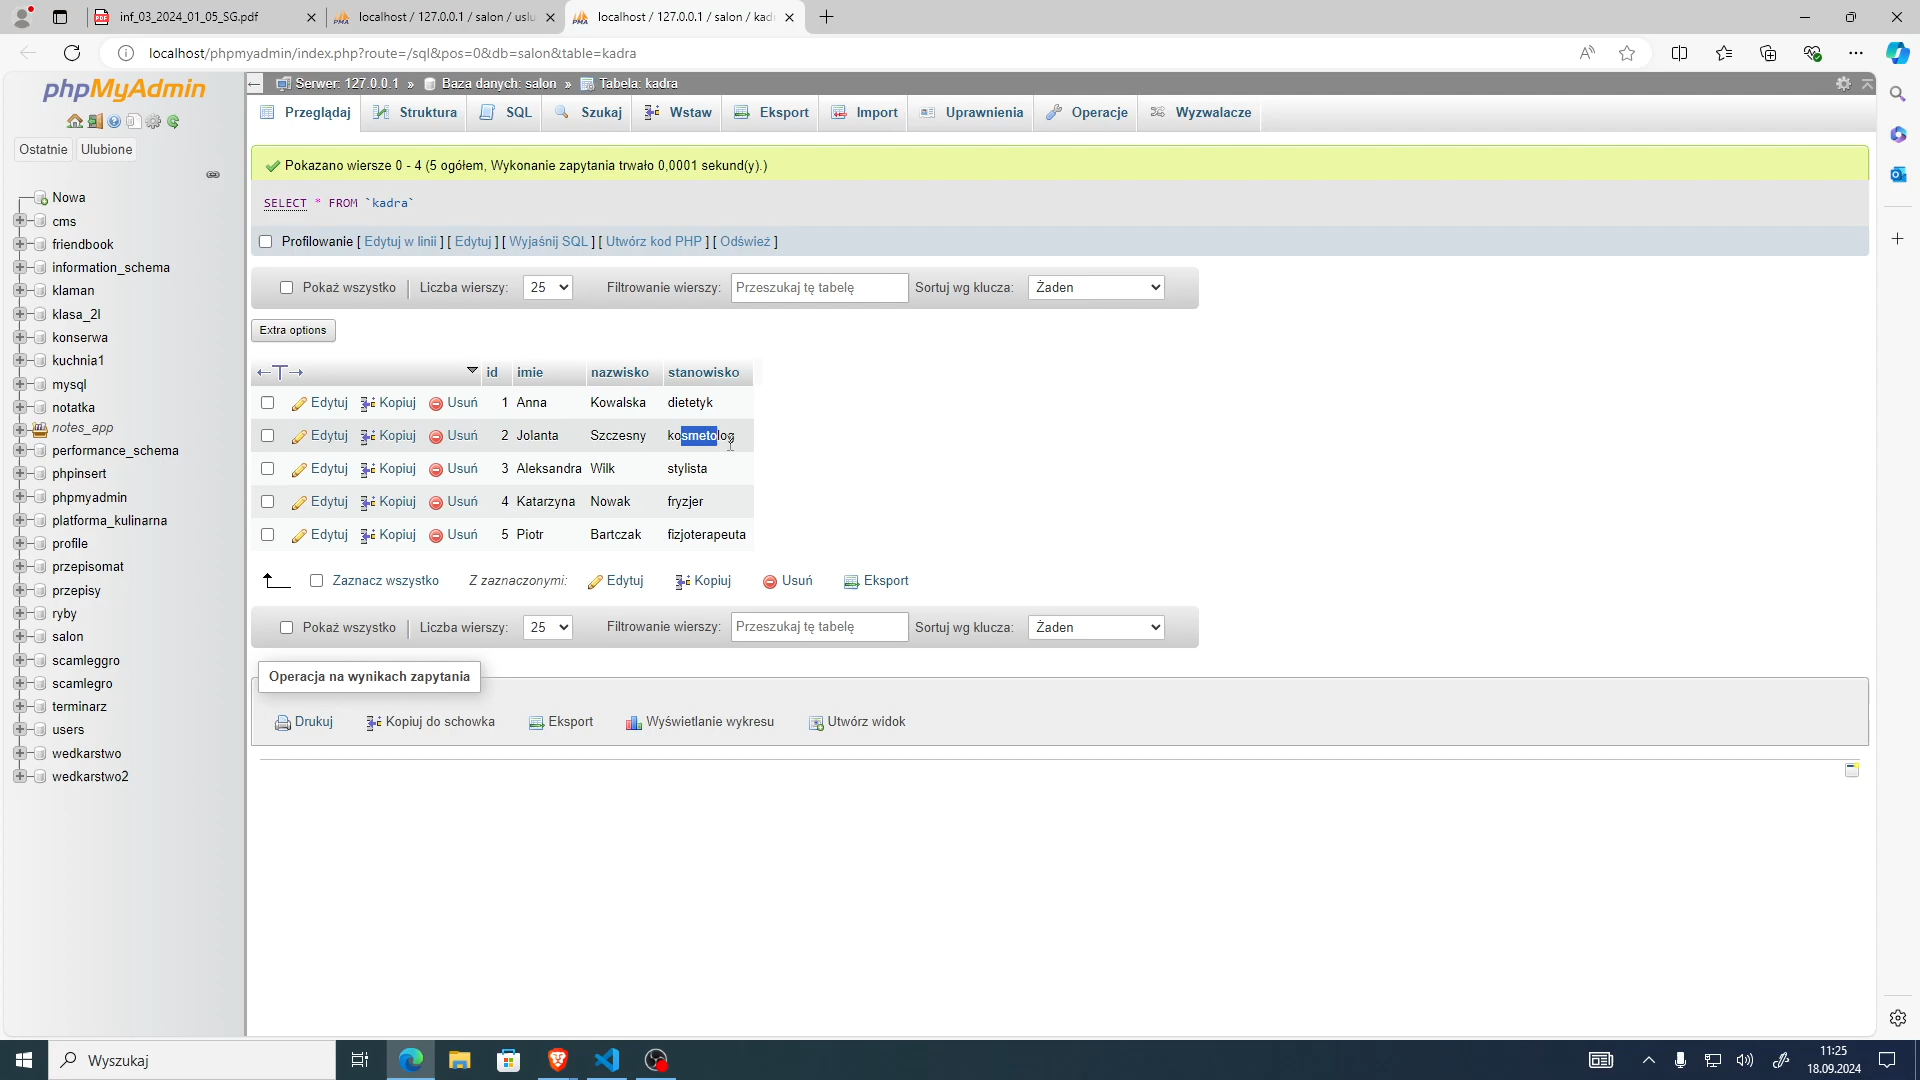 inf_03_2024_01_05_SG.pdf
localhost / 127.0.0.1 / salon / usłu
localhost / 127.0.0.1 / salon / kad
localhost/phpmyadmin/index.php?route=/sql&pos=0&db=salon&table=kadra
phpMyAdmin
Ostatnie Ulubione
Nowa
cms
friendbook
information_schema
klaman
klasa_2l
konserwa
kuchnia1
mysql
notatka
notes_app
performance_schema
phpinsert
phpmyadmin
platforma_kulinarna
profile
przepisomat
przepisy
ryby
salon
scamleggro
scamlegro
terminarz
users
wedkarstwo
wedkarstwo2
Serwer: 127.0.0.1 » Baza danych: salon » Tabela: kadra
Przeglądaj Struktura SQL Szukaj Wstaw Eksport Import Uprawnienia Operacje Wyzwalacze
Pokazano wiersze 0 - 4 (5 ogółem, Wykonanie zapytania trwało 0,0001 sekund(y).)
SELECT * FROM `kadra`
Profilowanie [ Edytuj w linii ] [ Edytuj ] [ Wyjaśnij SQL ] [ Utwórz kod PHP ] [ Odśwież ]
Pokaż wszystko | Liczba wierszy: 25 Filtrowanie wierszy: Przeszukaj tę tabelę Sortuj wg klucza: Żaden
Extra options
←T→ id imie nazwisko stanowisko
Edytuj Kopiuj Usuń 1 Anna Kowalska dietetyk
Edytuj Kopiuj Usuń 2 Jolanta Szczesny kosmetolog
Edytuj Kopiuj Usuń 3 Aleksandra Wilk stylista
Edytuj Kopiuj Usuń 4 Katarzyna Nowak fryzjer
Edytuj Kopiuj Usuń 5 Piotr Bartczak fizjoterapeuta
Zaznacz wszystko Z zaznaczonymi: Edytuj Kopiuj Usuń Eksport
Pokaż wszystko | Liczba wierszy: 25 Filtrowanie wierszy: Przeszukaj tę tabelę Sortuj wg klucza: Żaden
Operacja na wynikach zapytania
Drukuj Kopiuj do schowka Eksport Wyświetlanie wykresu Utwórz widok
Wyszukaj
11:25
18.09.2024